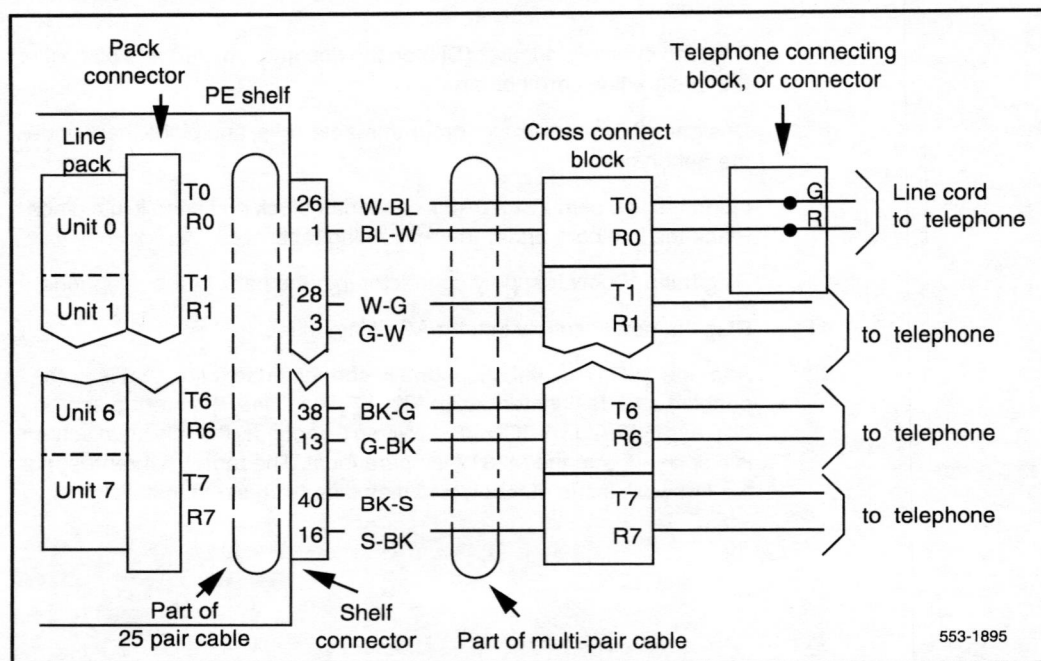 Pack
connector
PE shelf
Telephone connecting
block, or connector
Line
pack
Cross connect
block
Unit 0
T0
R0
26
1
W-BL
BL-W
T0
R0
G
R
Line cord
to telephone
Unit 1
T1
R1
28
3
W-G
G-W
T1
R1
to telephone
Unit 6
T6
R6
38
13
BK-G
G-BK
T6
R6
to telephone
Unit 7
T7
R7
40
16
BK-S
S-BK
T7
R7
to telephone
Part of
25 pair cable
Shelf
connector
Part of multi-pair cable
553-1895